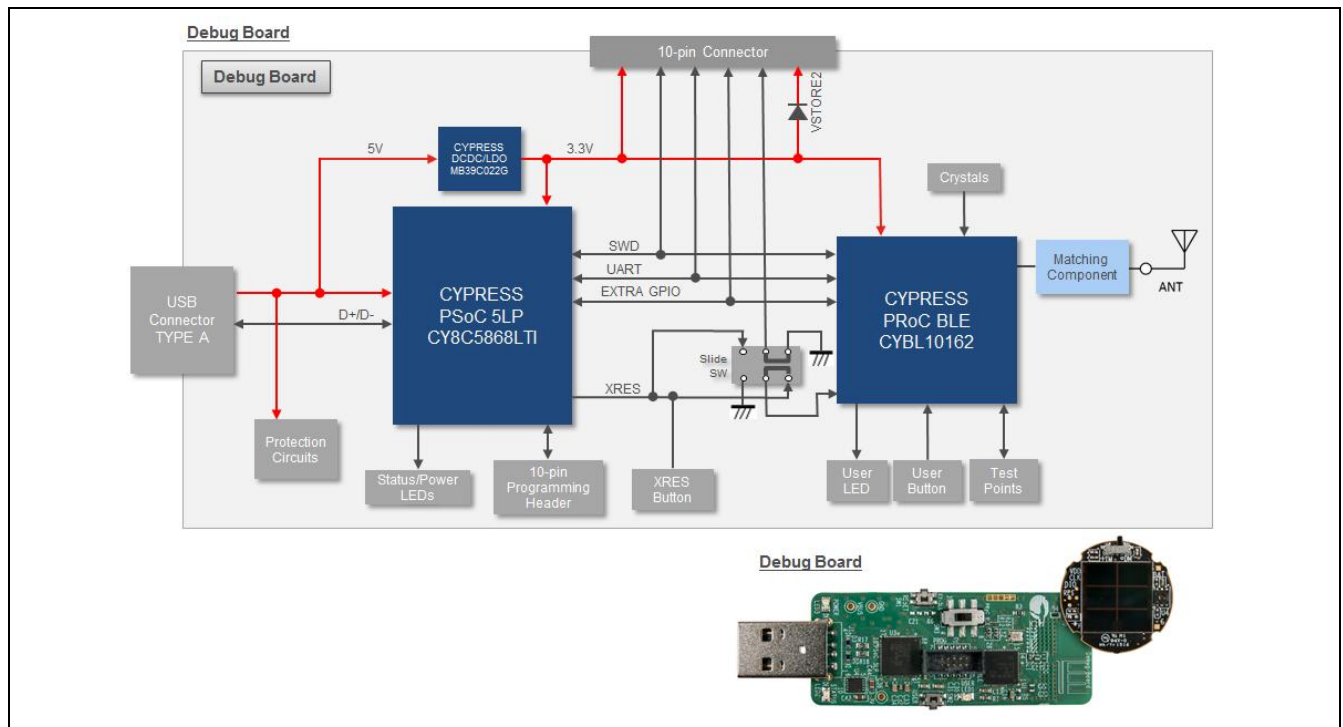 Debug Board
Debug Board
10-pin Connector
VSTORE2
5V
CYPRESS
DCDC/LDO
MB39C022G
3.3V
Crystals
SWD
UART
EXTRA GPIO
USB
Connector
TYPE A
D+/D-
CYPRESS
PSoC 5LP
CY8C5868LTI
CYPRESS
PRoC BLE
CYBL10162
Matching
Component
ANT
Slide
SW
XRES
Protection
Circuits
Status/Power
LEDs
10-pin
Programming
Header
XRES
Button
User
LED
User
Button
Test
Points
Debug Board